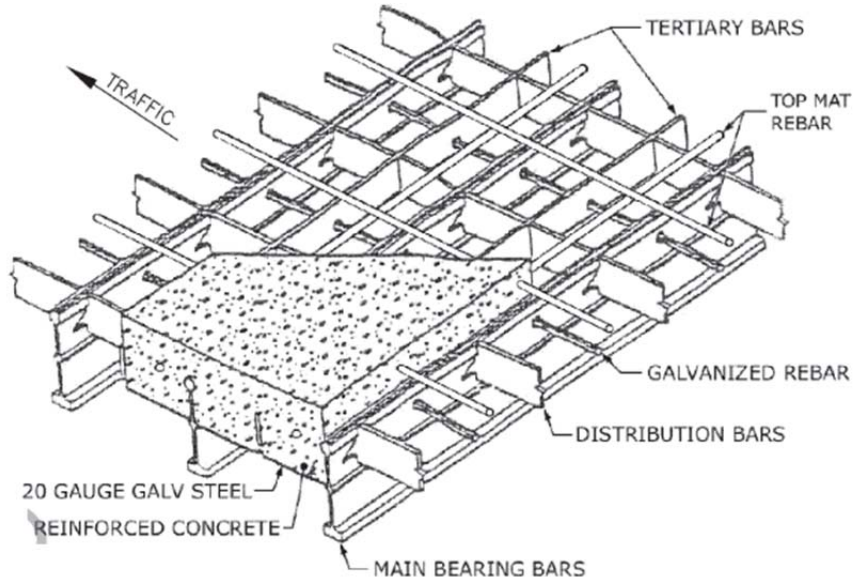 TERTIARY BARS
TRAFFIC
TOP MAT
REBAR
GALVANIZED REBAR
DISTRIBUTION BARS
20 GAUGE GALV STEEL
REINFORCED CONCRETE
MAIN BEARING BARS